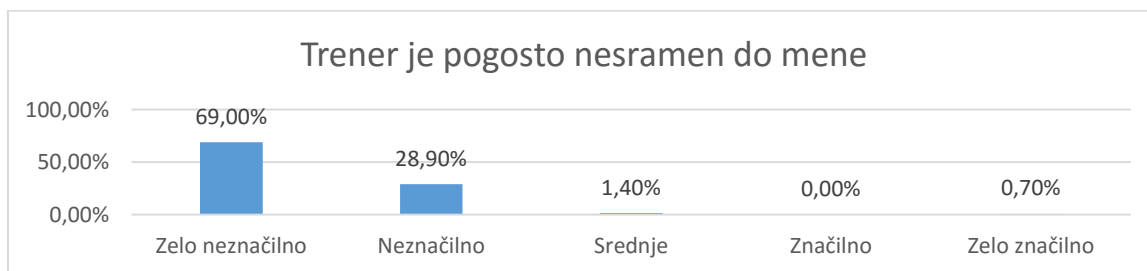 Trener je pogosto nesramen do mene
100,00%
50,00%
0,00%
69,00%
28,90%
1,40%
0,00%
0,70%
Zelo neznačilno
Neznačilno
Srednje
Značilno
Zelo značilno